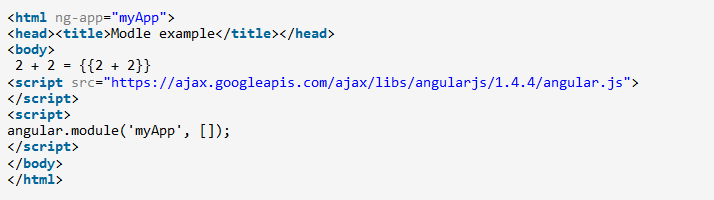 <html ng-app="myApp">
<head><title>Modle example</title></head>
<body>
2 + 2 = {{2 + 2}}
<script src="https://ajax.googleapis.com/ajax/libs/angularjs/1.4.4/angular.js">
</script>
<script>
angular.module('myApp', []);
</script>
</body>
</html>